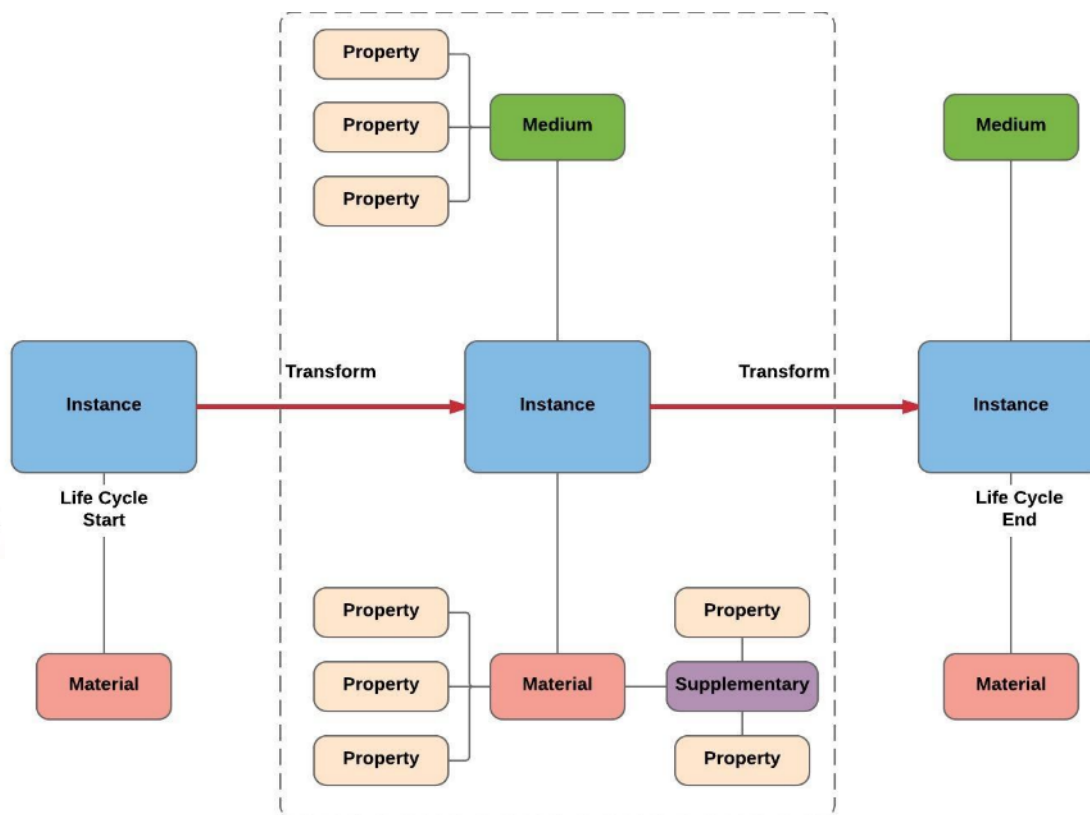 Property
Property
Medium
Medium
Property
Transform
Transform
Instance
Instance
Instance
Life Cycle
Start
Life Cycle
End
Property
Property
Material
Property
Material
Supplementary
Material
Property
Property